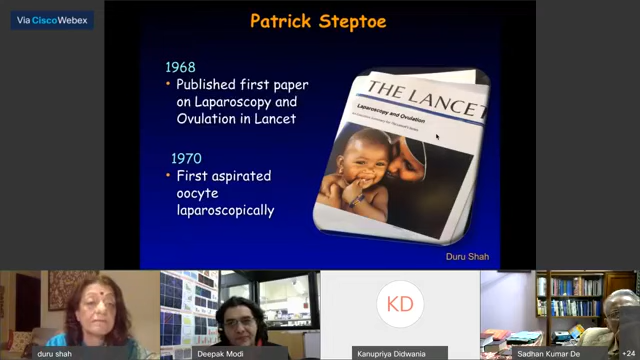 Via Cisco Webex
Patrick Steptoe
1968
• Published first paper
on Laparoscopy and
Ovulation in Lancet
1970
• First aspirated
oocyte
laparoscopically
THE LANCET
Laparoscopy and Ovulation
Duru Shah
KD
duru shah
Deepak Modi
Kanupriya Didwania
Sadhan Kumar De
+24